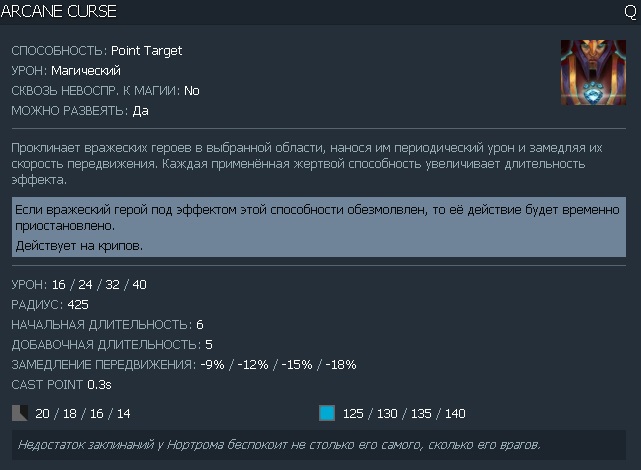 ARCANE CURSE Q
СПОСОБНОСТЬ: Point Target
УРОН: Магический
СКВОЗЬ НЕВОСПР. К МАГИИ: No
МОЖНО РАЗВЕЯТЬ: Да
Проклинает вражеских героев в выбранной области, нанося им периодический урон и замедляя их
скорость передвижения. Каждая применённая жертвой способность увеличивает длительность
эффекта.
Если вражеский герой под эффектом этой способности обезмолвлен, то её действие будет временно
приостановлено.
Действует на крипов.
УРОН: 16 / 24 / 32 / 40
РАДИУС: 425
НАЧАЛЬНАЯ ДЛИТЕЛЬНОСТЬ: 6
ДОБАВОЧНАЯ ДЛИТЕЛЬНОСТЬ: 5
ЗАМЕДЛЕНИЕ ПЕРЕДВИЖЕНИЯ: -9% / -12% / -15% / -18%
CAST POINT 0.3s
20 / 18 / 16 / 14 125 / 130 / 135 / 140
Недостаток заклинаний у Нортрома беспокоит не столько его самого, сколько его врагов.